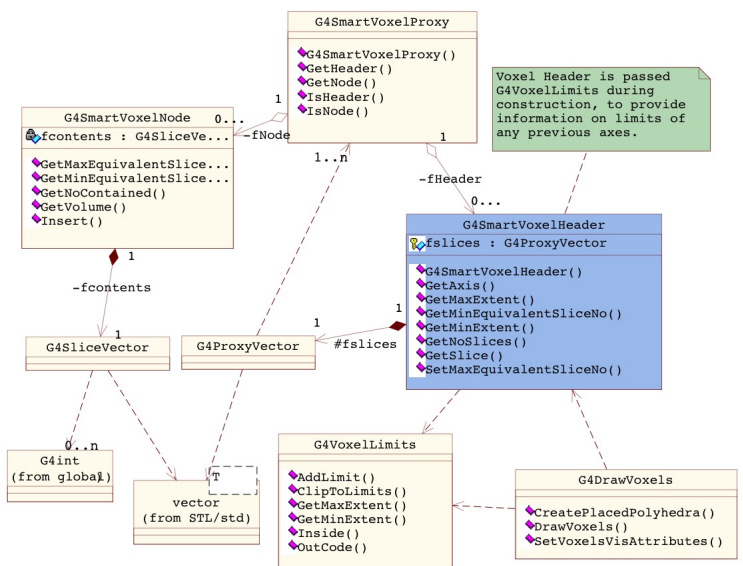 G4SmartVoxelProxy
G4SmartVoxelProxy()
GetHeader()
GetNode()
IsHeader()
IsNode()
Voxel Header is passed
G4VoxelLimits during
construction, to provide
information on limits of
any previous axes.
G4SmartVoxelNode
fcontents : G4SliceVe...
GetMaxEquivalentSlice...
GetMinEquivalentSlice...
GetNoContained()
GetVolume()
Insert()
0...
1
-fNode
1..n
1
-fHeader
0...
G4SmartVoxelHeader
fslices : G4ProxyVector
G4SmartVoxelHeader()
GetAxis()
GetMaxExtent()
GetMinEquivalentSliceNo()
GetMinExtent()
GetNoSlices()
GetSlice()
SetMaxEquivalentSliceNo()
1
-fcontents
1
G4SliceVector
G4ProxyVector
1
1
#fslices
0..n
G4int
(from global)
T
vector
(from STL/std)
G4VoxelLimits
AddLimit()
ClipToLimits()
GetMaxExtent()
GetMinExtent()
Inside()
OutCode()
G4DrawVoxels
CreatePlacedPolyhedra()
DrawVoxels()
SetVoxelsVisAttributes()